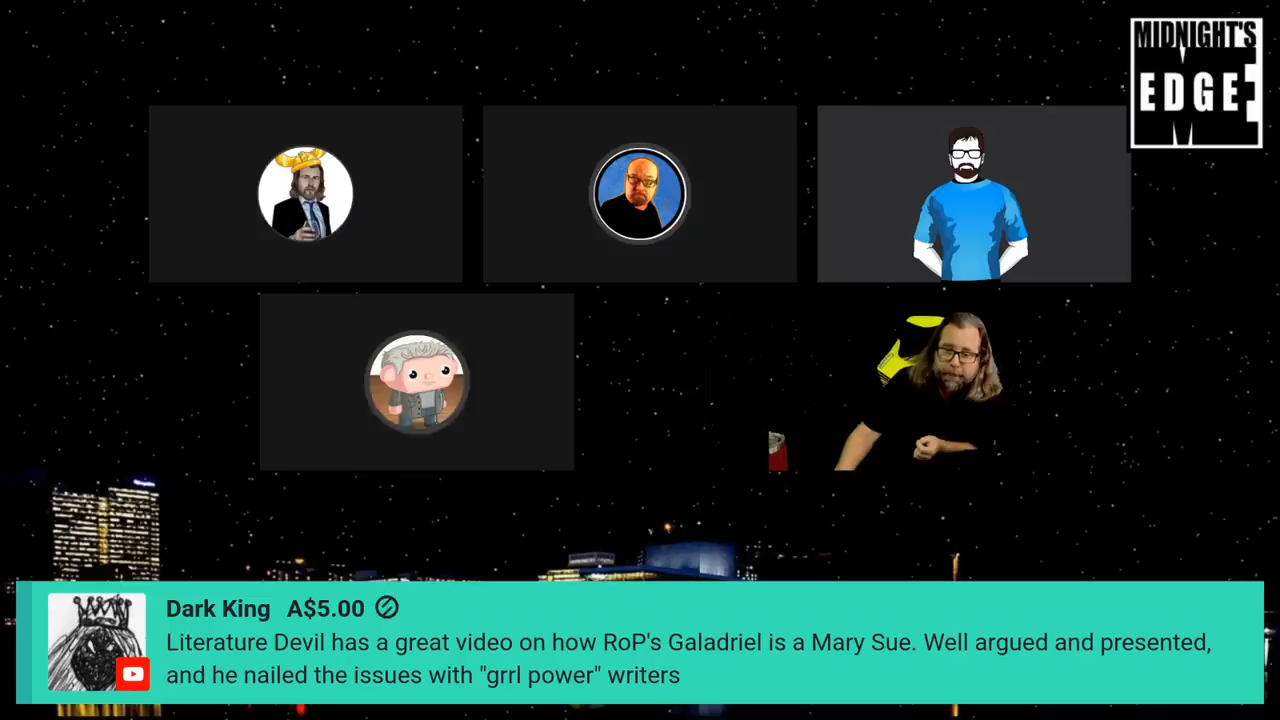 MIDNIGHT'S
EDGE
Dark King A$5.00
Literature Devil has a great video on how RoP's Galadriel is a Mary Sue. Well argued and presented,
and he nailed the issues with "grrl power" writers